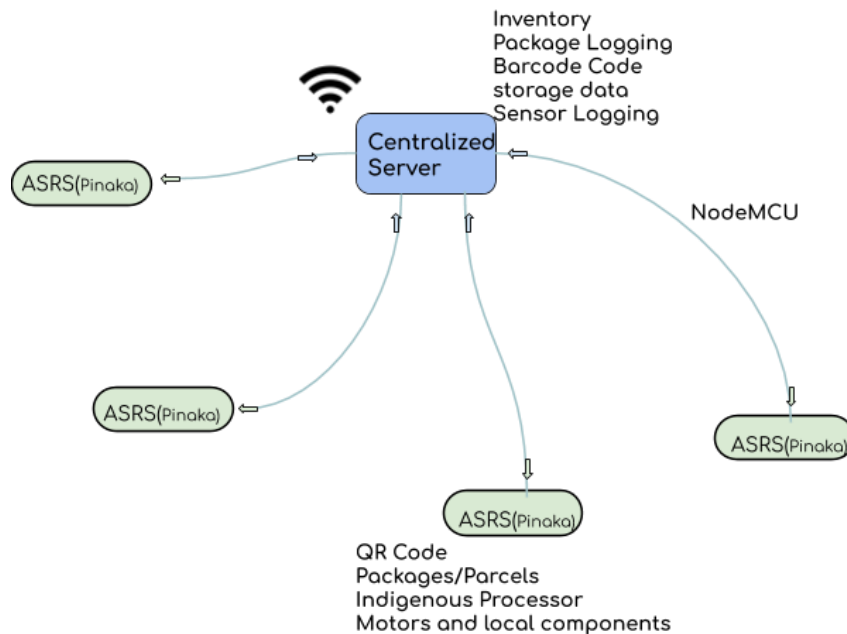 Inventory
Package Logging
Barcode Code
storage data
Sensor Logging
Centralized
Server
ASRS(Pinaka)
NodeMCU
ASRS(Pinaka)
ASRS(Pinaka)
ASRS(Pinaka)
QR Code
Packages/Parcels
Indigenous Processor
Motors and local components